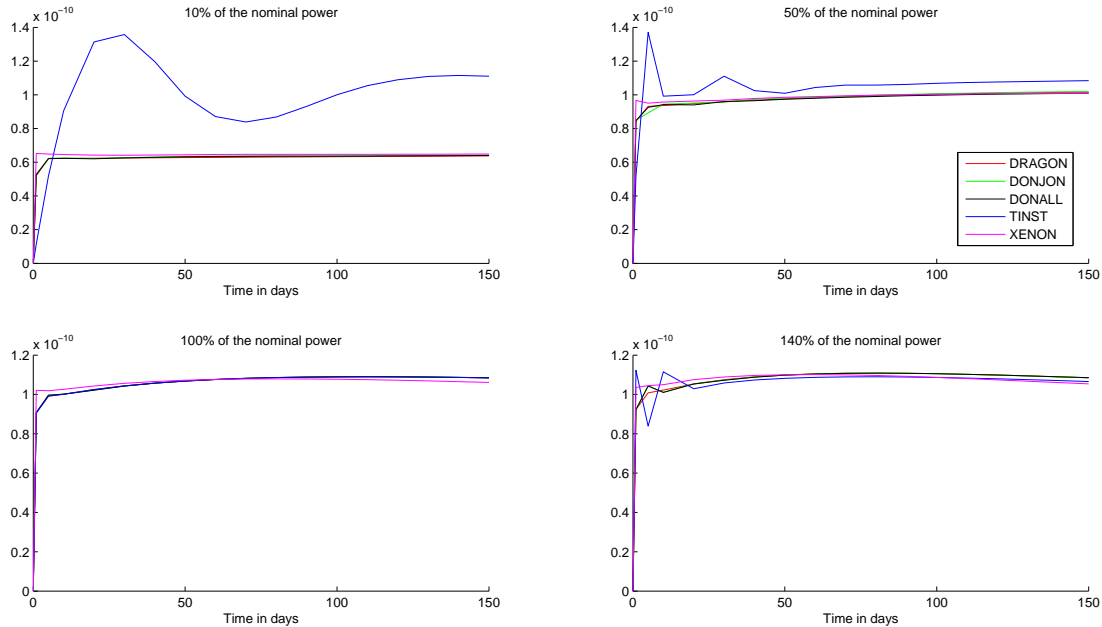 x 10⁻¹⁰
10% of the nominal power
1.4
1.2
1
0.8
0.6
0.4
0.2
0
0
50
100
150
Time in days
x 10⁻¹⁰
50% of the nominal power
1.4
1.2
1
0.8
0.6
0.4
0.2
0
DRAGON
DONJON
DONALL
TINST
XENON
0
50
100
150
Time in days
x 10⁻¹⁰
100% of the nominal power
1.2
1
0.8
0.6
0.4
0.2
0
0
50
100
150
Time in days
x 10⁻¹⁰
140% of the nominal power
1.2
1
0.8
0.6
0.4
0.2
0
0
50
100
150
Time in days